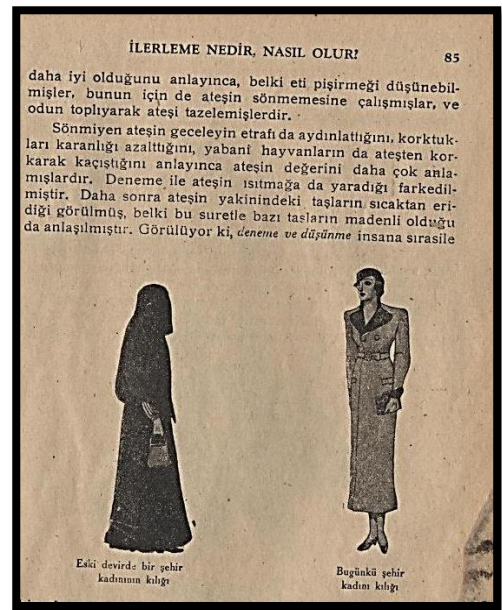 İLERLEME NEDİR, NASIL OLUR?
85
daha iyi olduğunu anlayınca, belki eti pişirmeği düşünebil-
mişler, bunun için de ateşin sönmemesine çalışmışlar, ve
odun toplıyarak ateşi tazelemişlerdir.
Sönmiyen ateşin geceleyin etrafı da aydınlattığını, korktuk-
ları karanlığı azalttığını, yabani hayvanların da ateşten kor-
karak kaçıştığını anlayınca ateşin değerini daha çok anla-
mışlardır. Deneme ile ateşin ısıtmağa da yaradığı farkedil-
miştir. Daha sonra ateşin yakinindeki taşların sıcaktan eri-
diği görülmüş, belki bu suretle bazı taşların madenli olduğu
da anlaşılmıştır. Görülüyor ki, deneme ve düşünme insana sırasile
Eski devirde bir şehir
kadınının kılığı
Bugünkü şehir
kadını kılığı